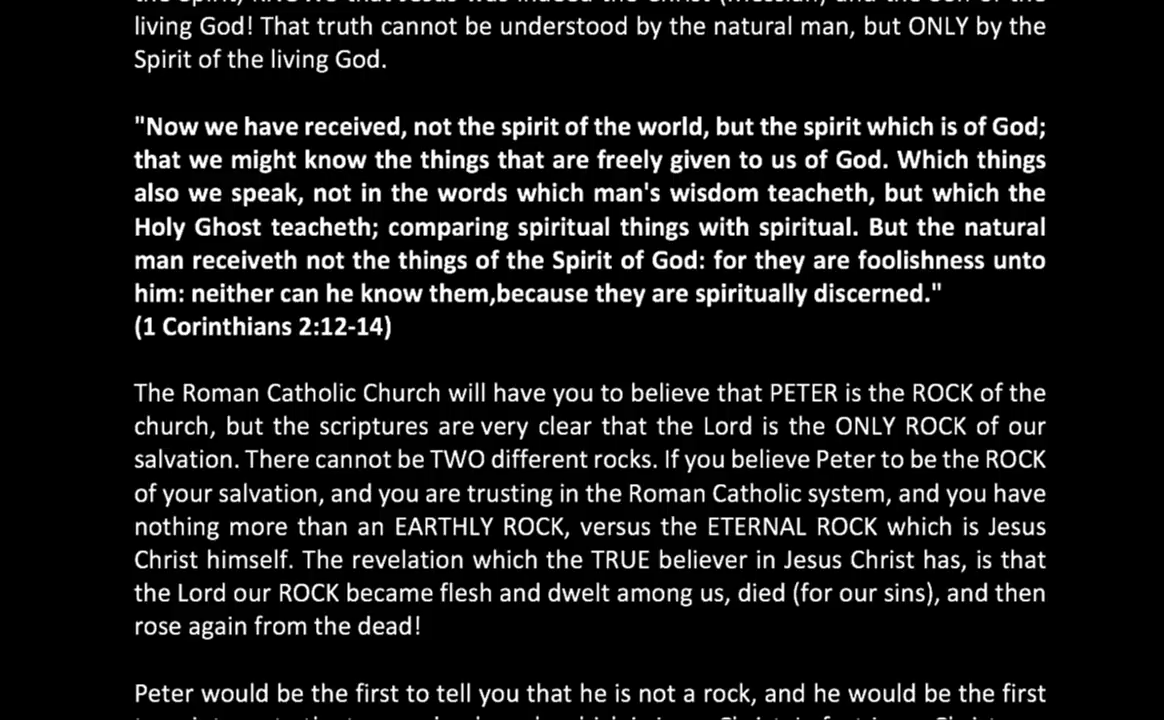 living God! That truth cannot be understood by the natural man, but ONLY by the
Spirit of the living God.
"Now we have received, not the spirit of the world, but the spirit which is of God;
that we might know the things that are freely given to us of God. Which things
also we speak, not in the words which man's wisdom teacheth, but which the
Holy Ghost teacheth; comparing spiritual things with spiritual. But the natural
man receiveth not the things of the Spirit of God: for they are foolishness unto
him: neither can he know them,because they are spiritually discerned."
(1 Corinthians 2:12-14)
The Roman Catholic Church will have you to believe that PETER is the ROCK of the
church, but the scriptures are very clear that the Lord is the ONLY ROCK of our
salvation. There cannot be TWO different rocks. If you believe Peter to be the ROCK
of your salvation, and you are trusting in the Roman Catholic system, and you have
nothing more than an EARTHLY ROCK, versus the ETERNAL ROCK which is Jesus
Christ himself. The revelation which the TRUE believer in Jesus Christ has, is that
the Lord our ROCK became flesh and dwelt among us, died (for our sins), and then
rose again from the dead!
Peter would be the first to tell you that he is not a rock, and he would be the first